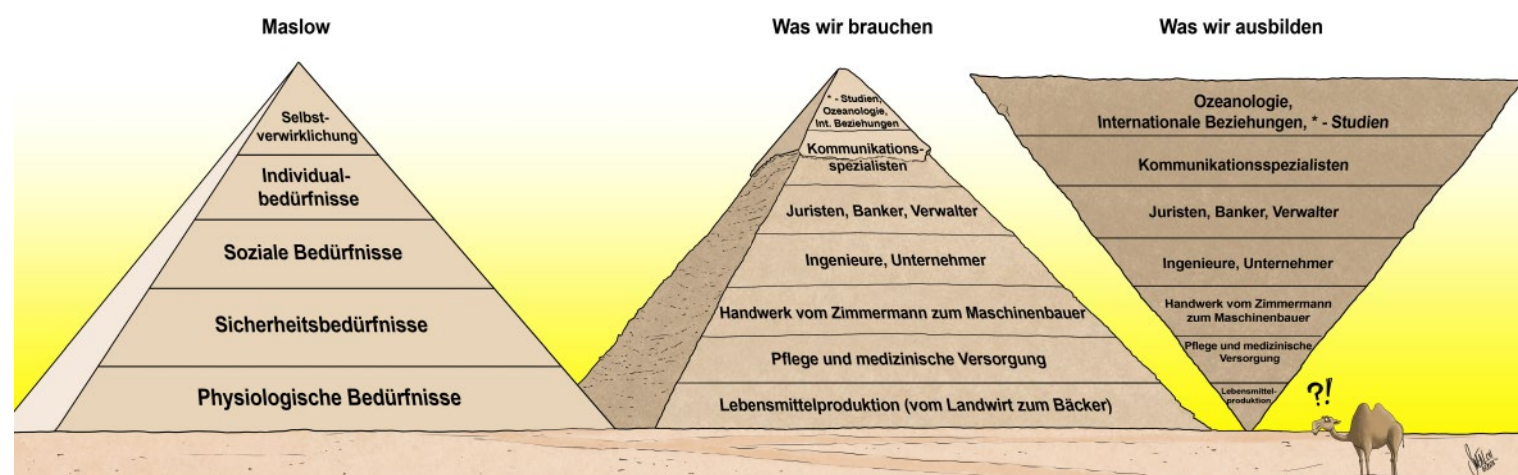 Maslow
Selbst-
verwirklichung
Individual-
bedürfnisse
Soziale Bedürfnisse
Sicherheitsbedürfnisse
Physiologische Bedürfnisse
Was wir brauchen
* - Studien,
Ozeanologie,
Int. Beziehungen
Kommunikations-
spezialisten
Juristen, Banker, Verwalter
Ingenieure, Unternehmer
Handwerk vom Zimmermann zum Maschinenbauer
Pflege und medizinische Versorgung
Lebensmittelproduktion (vom Landwirt zum Bäcker)
Was wir ausbilden
Ozeanologie,
Internationale Beziehungen, * - Studien
Kommunikationsspezialisten
Juristen, Banker, Verwalter
Ingenieure, Unternehmer
Handwerk vom Zimmermann
zum Maschinenbauer
Pflege und medizinische
Versorgung
Lebensmittel-
produktion
?!